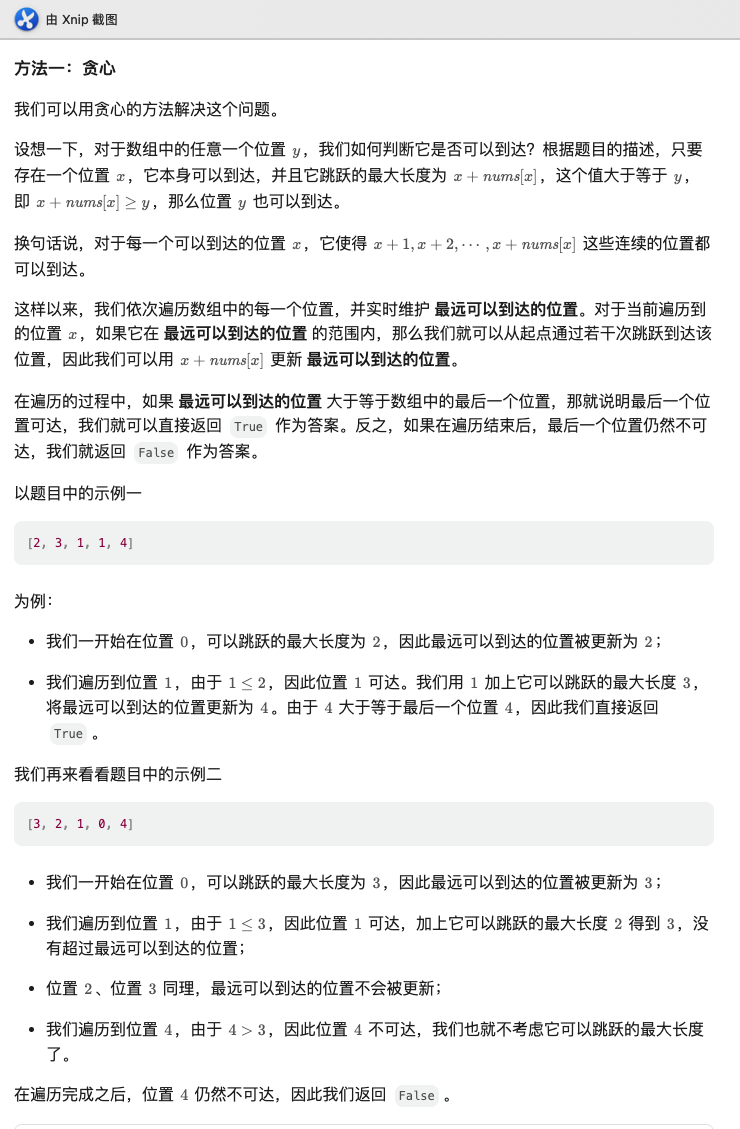 由 Xnip 截图
方法一：贪心
我们可以用贪心的方法解决这个问题。
设想一下，对于数组中的任意一个位置 y，我们如何判断它是否可以到达？根据题目的描述，只要
存在一个位置 x，它本身可以到达，并且它跳跃的最大长度为 x + nums[x]，这个值大于等于 y，
即 x + nums[x] ≥ y，那么位置 y 也可以到达。
换句话说，对于每一个可以到达的位置 x，它使得 x + 1, x + 2, ⋯ , x + nums[x] 这些连续的位置都
可以到达。
这样以来，我们依次遍历数组中的每一个位置，并实时维护 最远可以到达的位置。对于当前遍历到
的位置 x，如果它在 最远可以到达的位置 的范围内，那么我们就可以从起点通过若干次跳跃到达该
位置，因此我们可以用 x + nums[x] 更新 最远可以到达的位置。
在遍历的过程中，如果 最远可以到达的位置 大于等于数组中的最后一个位置，那就说明最后一个位
置可达，我们就可以直接返回 True 作为答案。反之，如果在遍历结束后，最后一个位置仍然不可
达，我们就返回 False 作为答案。
以题目中的示例一
[2, 3, 1, 1, 4]
为例：
• 我们一开始在位置 0，可以跳跃的最大长度为 2，因此最远可以到达的位置被更新为 2；
• 我们遍历到位置 1，由于 1 ≤ 2，因此位置 1 可达。我们用 1 加上它可以跳跃的最大长度 3，
将最远可以到达的位置更新为 4。由于 4 大于等于最后一个位置 4，因此我们直接返回
True 。
我们再来看看题目中的示例二
[3, 2, 1, 0, 4]
• 我们一开始在位置 0，可以跳跃的最大长度为 3，因此最远可以到达的位置被更新为 3；
• 我们遍历到位置 1，由于 1 ≤ 3，因此位置 1 可达，加上它可以跳跃的最大长度 2 得到 3，没
有超过最远可以到达的位置；
• 位置 2、位置 3 同理，最远可以到达的位置不会被更新；
• 我们遍历到位置 4，由于 4 > 3，因此位置 4 不可达，我们也就不考虑它可以跳跃的最大长度
了。
在遍历完成之后，位置 4 仍然不可达，因此我们返回 False 。